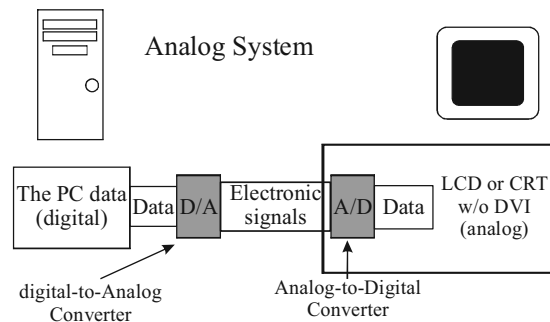 Analog System
The PC data
(digital)
Data
D/A
Electronic
signals
A/D
Data
LCD or CRT
w/o DVI
(analog)
digital-to-Analog
Converter
Analog-to-Digital
Converter